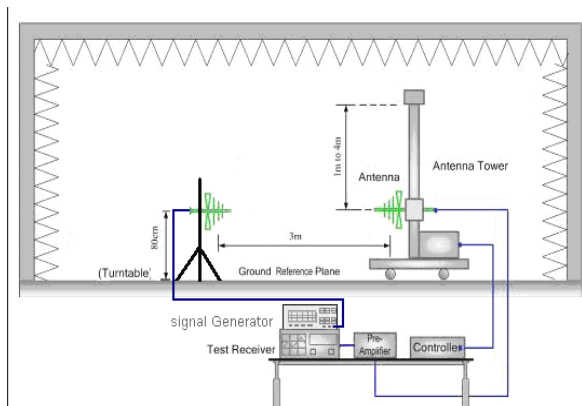 1m to 4m
Antenna Tower
Antenna
80cm
3m
(Turntable)
Ground Reference Plane
signal Generator
Test Receiver
Pre-
Amplifier
Controller